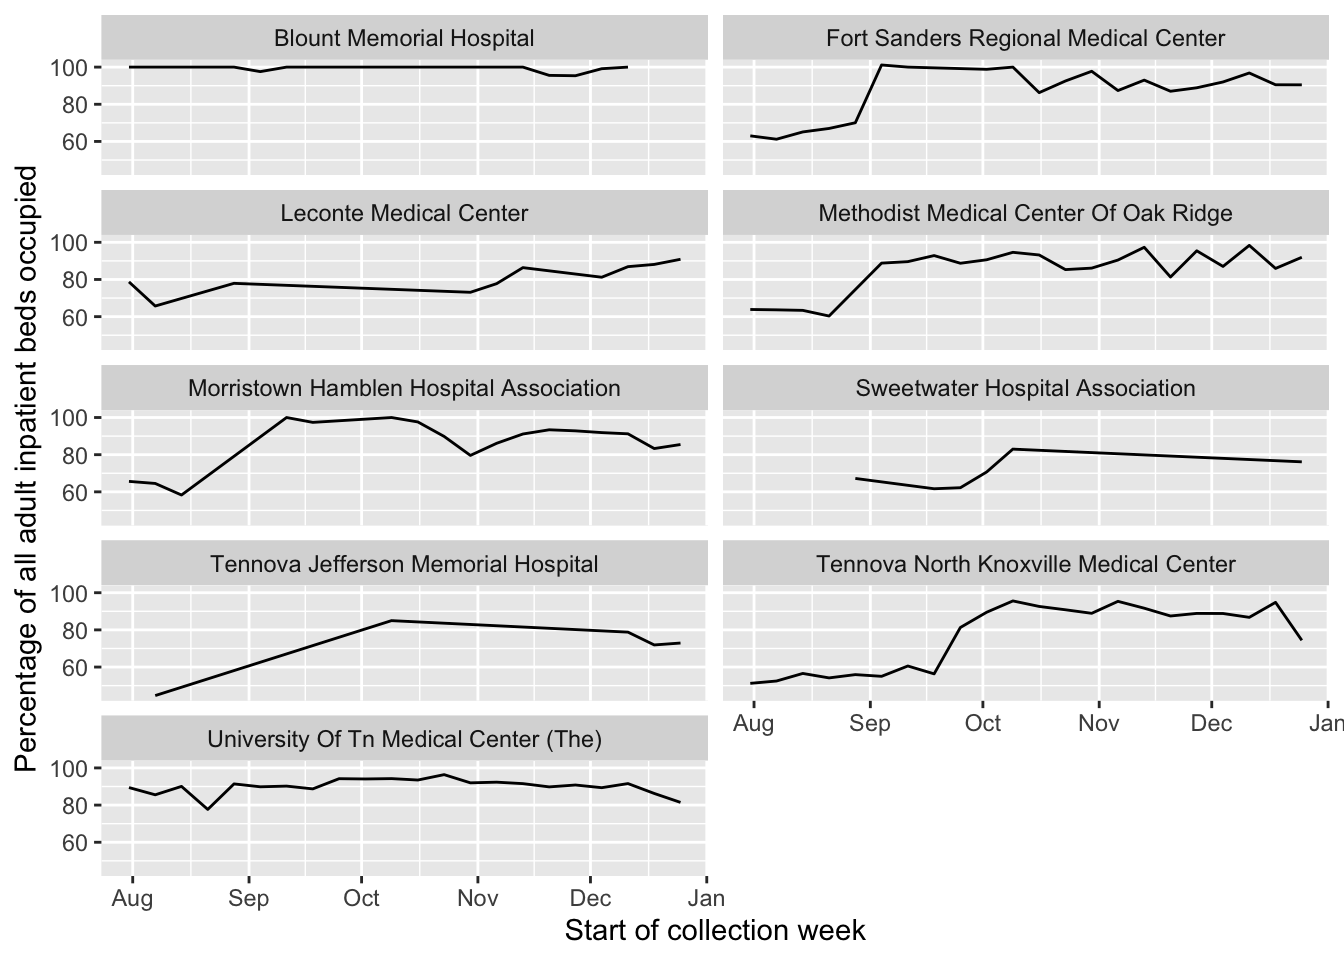 Blount Memorial Hospital
Fort Sanders Regional Medical Center
100
80
60
Leconte Medical Center
Methodist Medical Center Of Oak Ridge
100
80
60
Morristown Hamblen Hospital Association
Sweetwater Hospital Association
100
80
60
Tennova Jefferson Memorial Hospital
Tennova North Knoxville Medical Center
100
80
60
Aug Sep Oct Nov Dec Jan
University Of Tn Medical Center (The)
100
80
60
Aug Sep Oct Nov Dec Jan
Start of collection week
Percentage of all adult inpatient beds occupied